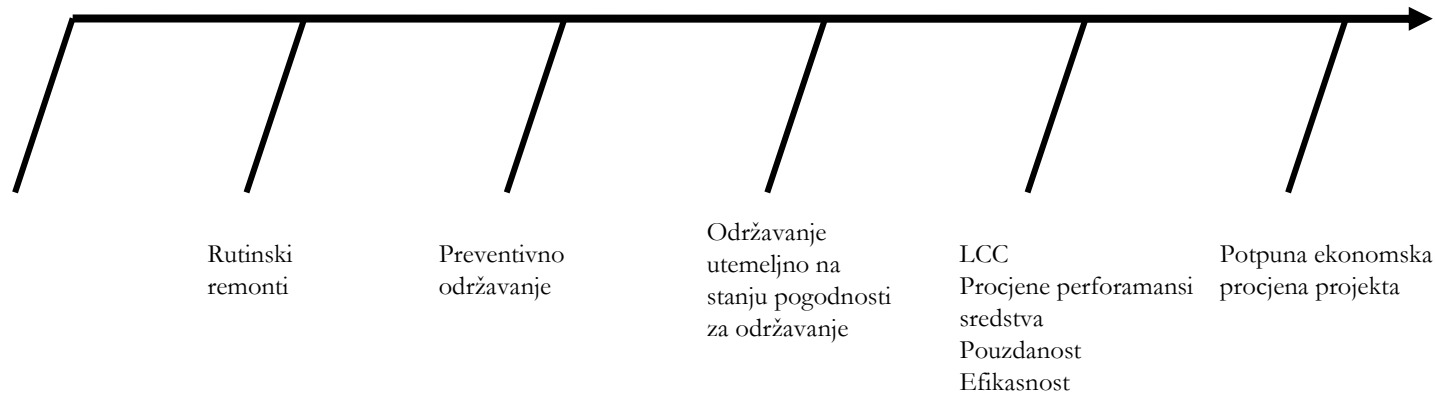 Rutinski
remonti
Preventivno
održavanje
Održavanje
utemeljno na
stanju pogodnosti
za održavanje
LCC
Procjene perforamansi
sredstva
Pouzdanost
Efikasnost
Potpuna ekonomska
procjena projekta